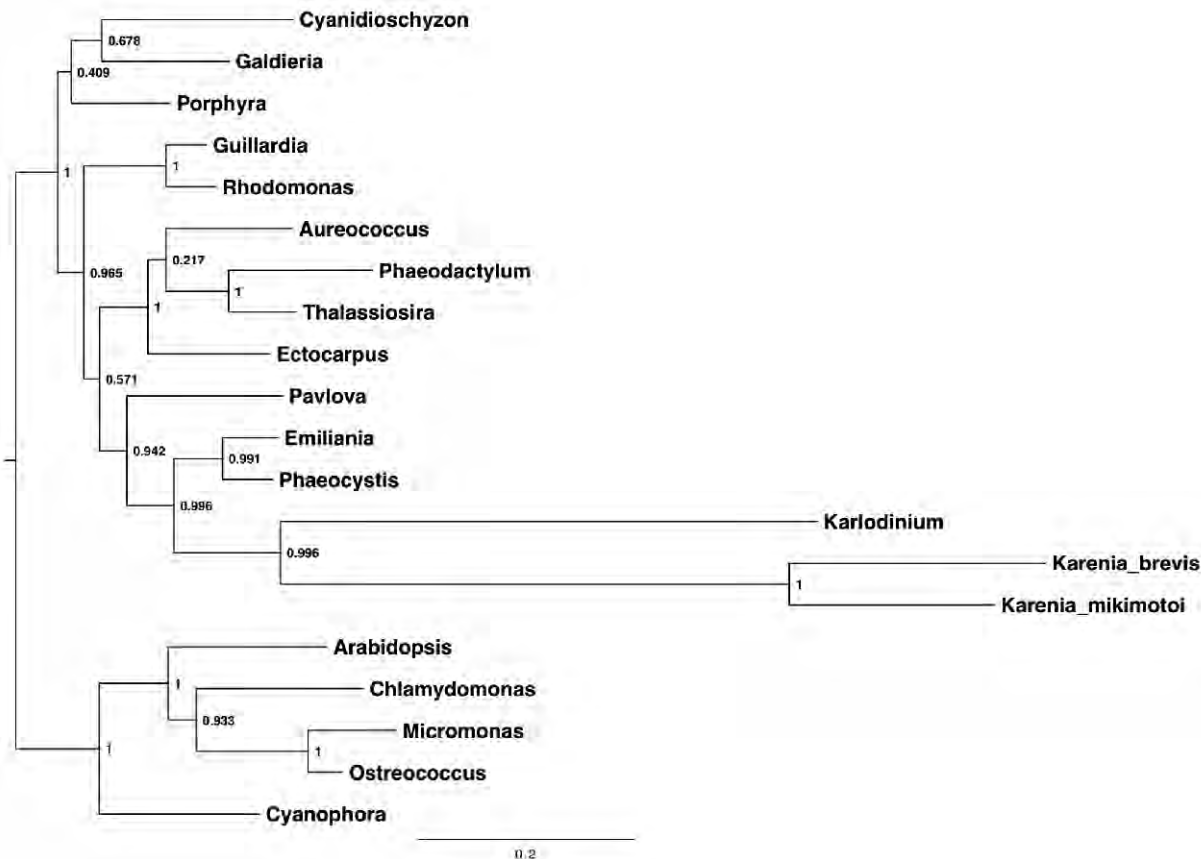 Cyanidioschyzon
0.678
Galdieria
0.409
Porphyra
Guillardia
1
1
Rhodomonas
Aureococcus
0.217
Phaeodactylum
0.965
1
Thalassiosira
1
Ectocarpus
0.571
Pavlova
Emiliania
0.942
0.991
Phaeocystis
0.996
Karlodinium
0.996
Karenia_brevis
1
Karenia_mikimotoi
Arabidopsis
1
Chlamydomonas
0.933
Micromonas
1
1
Ostreococcus
Cyanophora
0.2